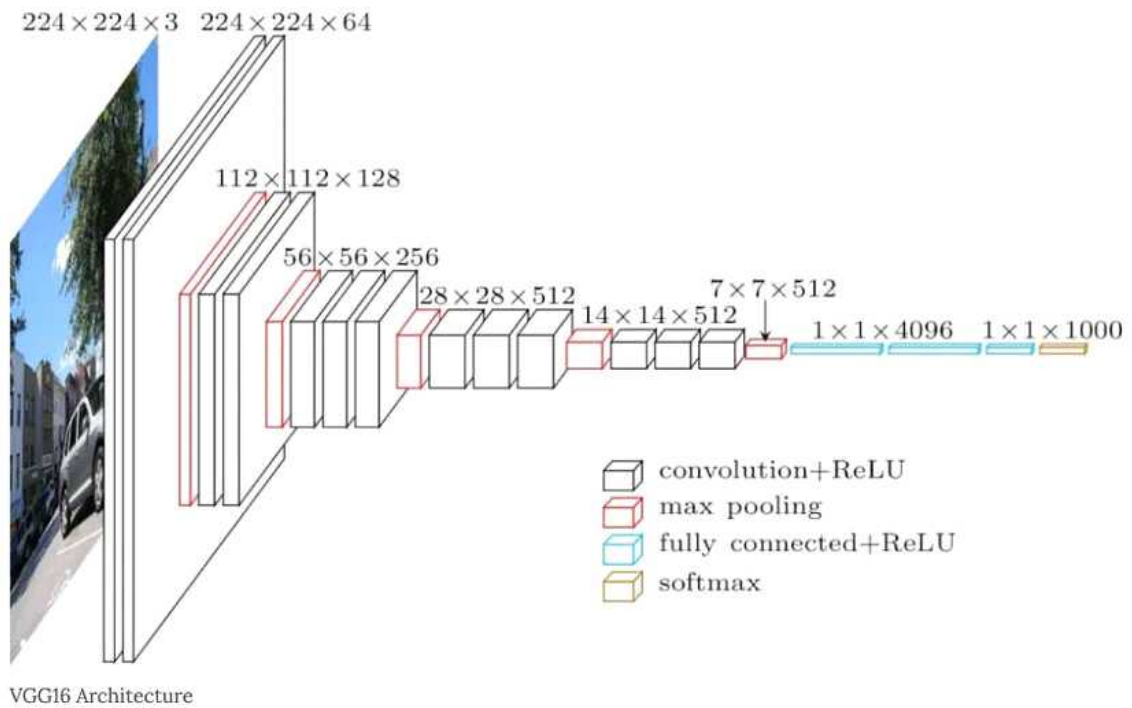 224 × 224 × 3
224 × 224 × 64
112 × 112 × 128
56 × 56 × 256
28 × 28 × 512
14 × 14 × 512
7 × 7 × 512
1 × 1 × 4096
1 × 1 × 1000
convolution+ReLU
max pooling
fully connected+ReLU
softmax
VGG16 Architecture